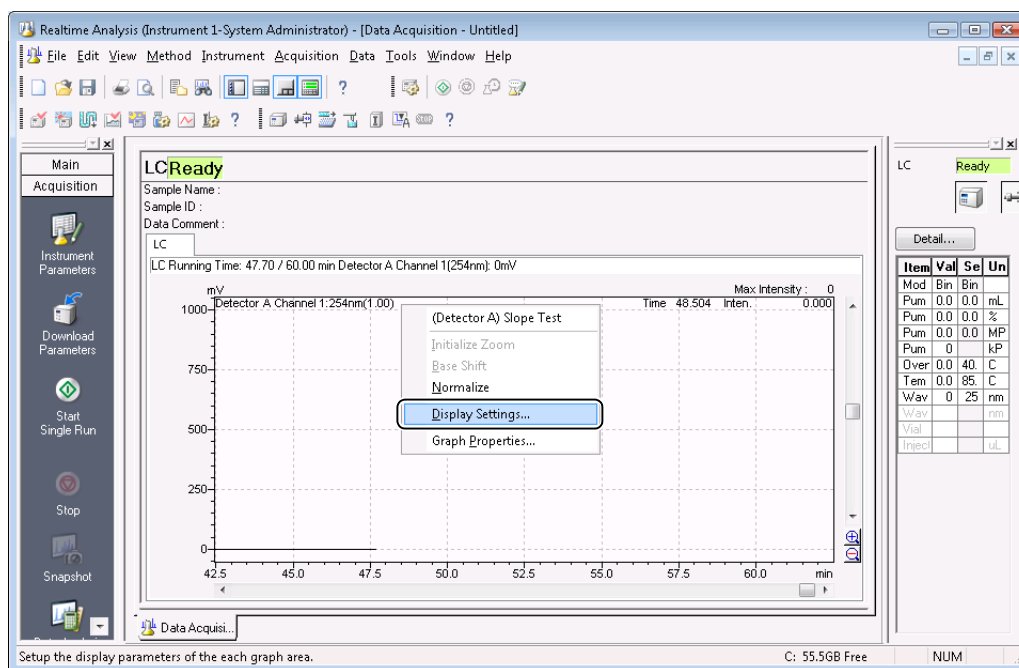 Realtime Analysis (Instrument 1-System Administrator) - [Data Acquisition - Untitled]
File Edit View Method Instrument Acquisition Data Tools Window Help
Main
Acquisition
Instrument
Parameters
Download
Parameters
Start
Single Run
Stop
Snapshot
LC Ready
Sample Name :
Sample ID :
Data Comment :
LC
LC Running Time: 47.70 / 60.00 min Detector A Channel 1(254nm): 0mV
mV
Max Intensity : 0
Detector A Channel 1:254nm(1.00)
Time 48.504 Inten. 0.000
1000
750
500
250
0
42.5 45.0 47.5 50.0 52.5 55.0 57.5 60.0 min
(Detector A) Slope Test
Initialize Zoom
Base Shift
Normalize
Display Settings...
Graph Properties...
Data Acquisi...
LC Ready
Detail...
Item Val Se Un
Mod Bin Bin
Pum 0.0 0.0 mL
Pum 0.0 0.0 %
Pum 0.0 0.0 MP
Pum 0 kP
Over 0.0 40. C
Tem 0.0 85. C
Wav 0 25 nm
Wav nm
Vial
Inject uL
Setup the display parameters of the each graph area.
C: 55.5GB Free
NUM